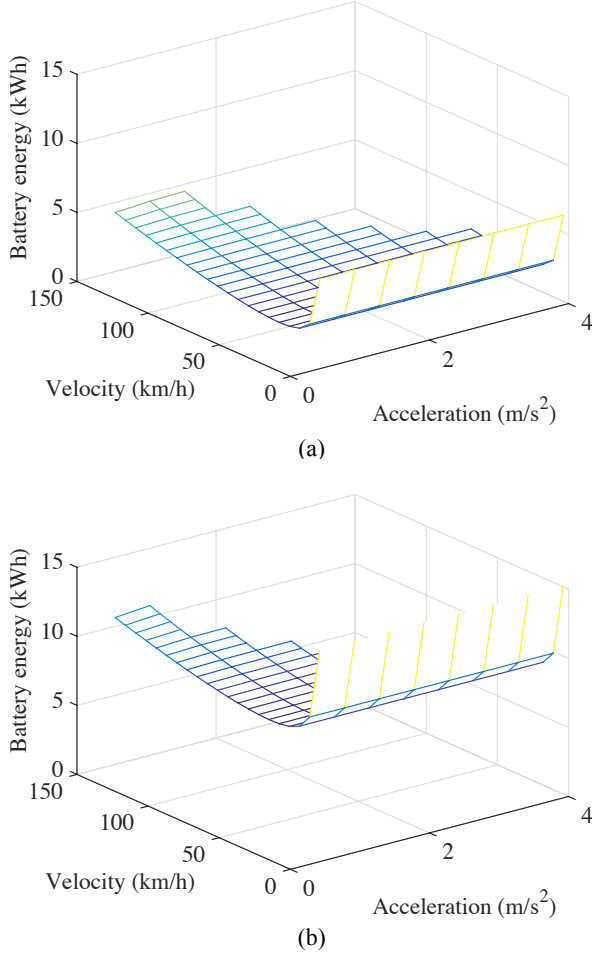 15
10
5
0
Battery energy (kWh)
150
100
50
0
Velocity (km/h)
0
2
4
Acceleration (m/s²)
(a)
15
10
5
0
Battery energy (kWh)
150
100
50
0
Velocity (km/h)
0
2
4
Acceleration (m/s²)
(b)